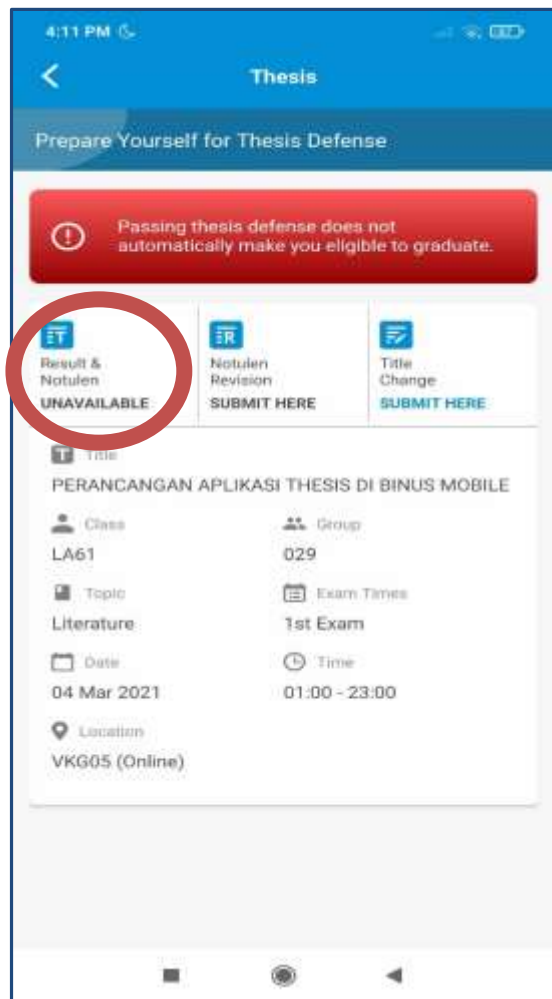 4:11 PM
Thesis
Prepare Yourself for Thesis Defense
Passing thesis defense does not
automatically make you eligible to graduate.
Result &
Notulen
UNAVAILABLE
Notulen
Revision
SUBMIT HERE
Title
Change
SUBMIT HERE
Title
PERANCANGAN APLIKASI THESIS DI BINUS MOBILE
Class
Group
LA61
029
Topic
Exam Times
Literature
1st Exam
Date
Time
04 Mar 2021
01:00 - 23:00
Location
VKG05 (Online)